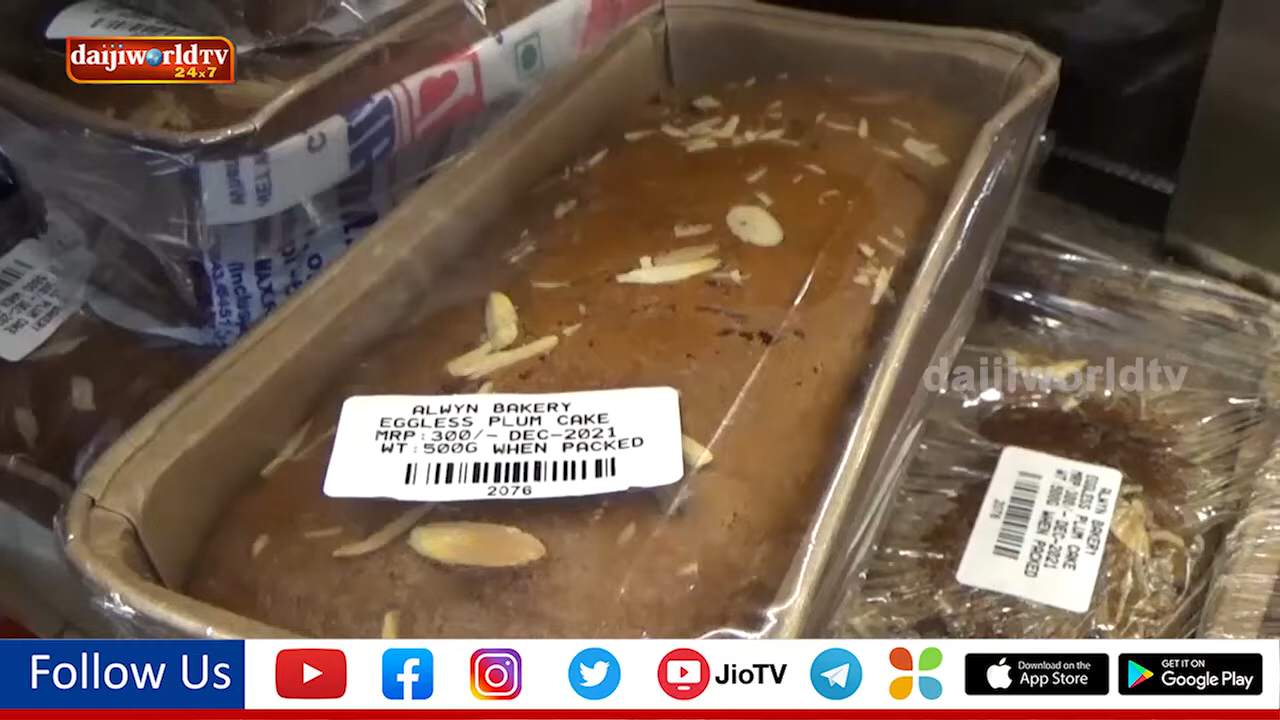 daijiworldTV
24x7
ALWYN BAKERY
EGGLESS PLUM CAKE
MRP:300/- DEC-2021
WT:500G WHEN PACKED
2076
daijiworldtv
ALWYN BAKERY
EGGLESS PLUM CAKE
MRP:300/- DEC-2021
WT:500G WHEN PACKED
2076
Follow Us
JioTV
Download on the
App Store
GET IT ON
Google Play